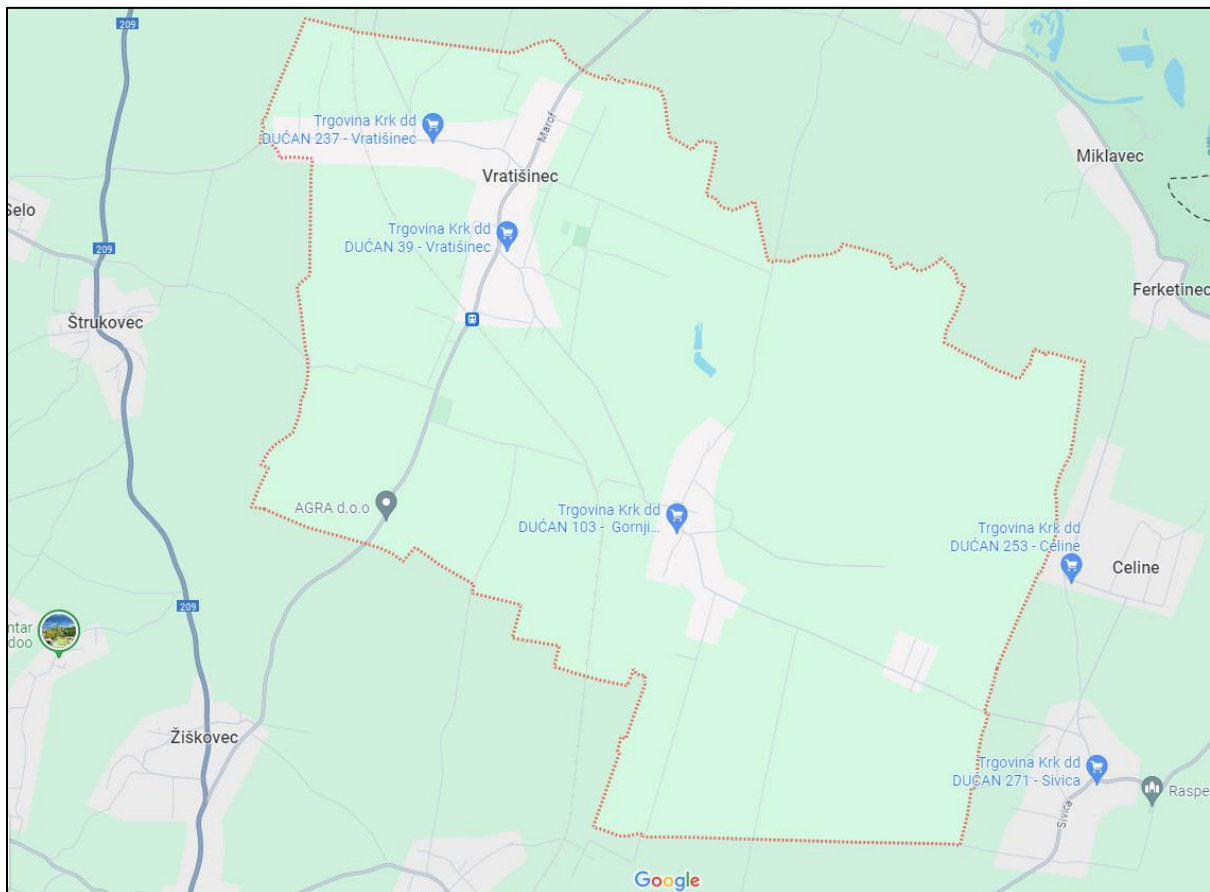 209
Trgovina Krk dd
DUĆAN 237 - Vratišinec
Marof
Vratišinec
Miklavec
Selo
Trgovina Krk dd
DUĆAN 39 - Vratišinec
209
Ferketinec
Štrukovec
AGRA d.o.o
Trgovina Krk dd
DUĆAN 103 - Gornji...
Trgovina Krk dd
DUĆAN 253 - Celine
Celine
209
ntar
doo
Žiškovec
Trgovina Krk dd
DUĆAN 271 - Sivica
Sivica
Raspe
Google